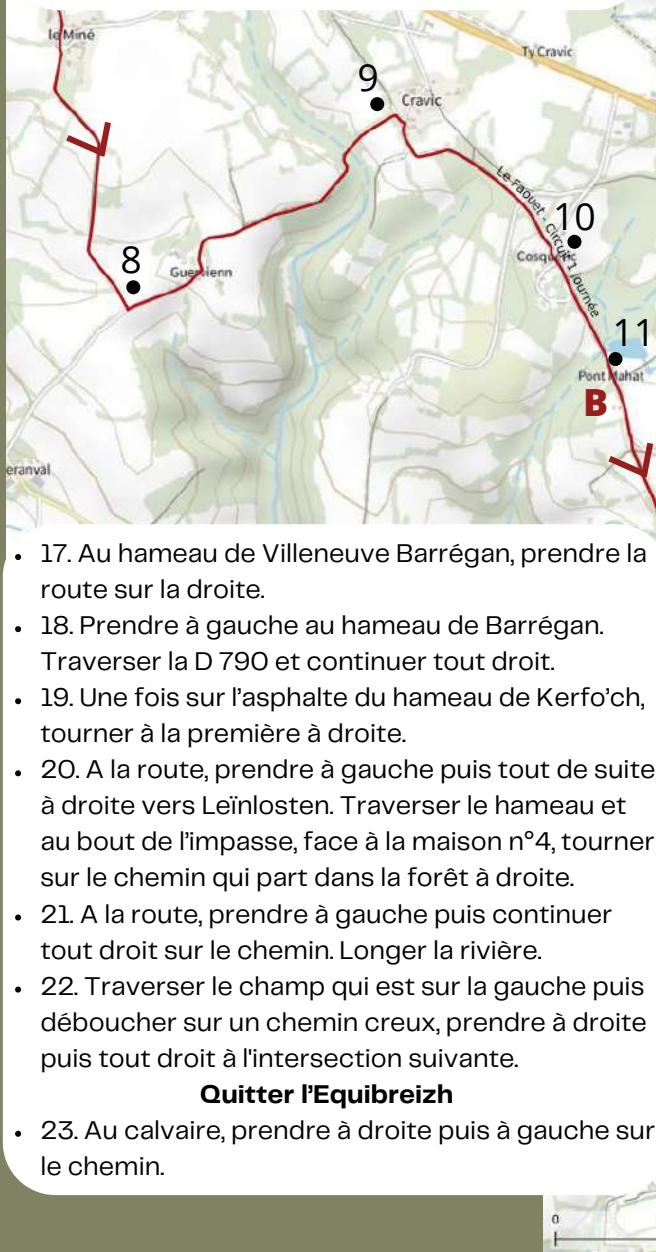 le Miné
Ty Cravic
9
Cravic
Le Faouët - Circuit 1 journée
10
8
Guervienn
11
Pont Mahat
B
eranval
• 17. Au hameau de Villeneuve Barrégan, prendre la
route sur la droite.
• 18. Prendre à gauche au hameau de Barrégan.
Traverser la D 790 et continuer tout droit.
• 19. Une fois sur l’asphalte du hameau de Kerfo’ch,
tourner à la première à droite.
• 20. A la route, prendre à gauche puis tout de suite
à droite vers Leïnlosten. Traverser le hameau et
au bout de l’impasse, face à la maison n°4, tourner
sur le chemin qui part dans la forêt à droite.
• 21. A la route, prendre à gauche puis continuer
tout droit sur le chemin. Longer la rivière.
• 22. Traverser le champ qui est sur la gauche puis
déboucher sur un chemin creux, prendre à droite
puis tout droit à l'intersection suivante.
Quitter l’Equibreizh
• 23. Au calvaire, prendre à droite puis à gauche sur
le chemin.
0